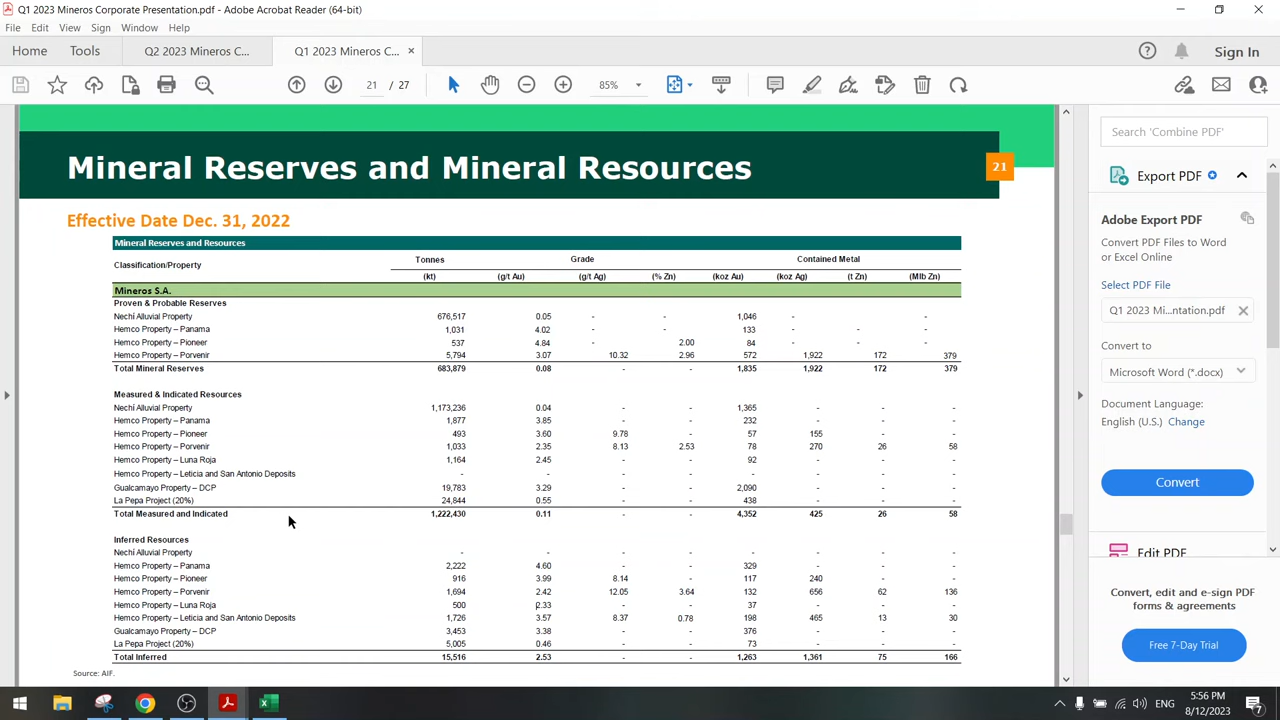 Q1 2023 Mineros Corporate Presentation.pdf - Adobe Acrobat Reader (64-bit)
File Edit View Sign Window Help
Home Tools Q2 2023 Mineros C... Q1 2023 Mineros C... × Sign In
21 / 27 85%
Mineral Reserves and Mineral Resources 21
Effective Date Dec. 31, 2022
Mineral Reserves and Resources
Classification/Property Tonnes Grade Contained Metal
(kt) (g/t Au) (g/t Ag) (% Zn) (koz Au) (koz Ag) (t Zn) (Mlb Zn)
Mineros S.A.
Proven & Probable Reserves
Nechí Alluvial Property 676,517 0.05 - - 1,046 - -
Hemco Property – Panama 1,031 4.02 - - 133 - - -
Hemco Property – Pioneer 537 4.84 - 2.00 84 - - -
Hemco Property – Porvenir 5,794 3.07 10.32 2.96 572 1,922 172 379
Total Mineral Reserves 683,879 0.08 - - 1,835 1,922 172 379
Measured & Indicated Resources
Nechí Alluvial Property 1,173,236 0.04 - - 1,365 - - -
Hemco Property – Panama 1,877 3.85 - - 232 - - -
Hemco Property – Pioneer 493 3.60 9.78 - 57 155 - -
Hemco Property – Porvenir 1,033 2.35 8.13 2.53 78 270 26 58
Hemco Property – Luna Roja 1,164 2.45 - - 92 - - -
Hemco Property – Leticia and San Antonio Deposits - - - - - - - -
Gualcamayo Property – DCP 19,783 3.29 - - 2,090 - - -
La Pepa Project (20%) 24,844 0.55 - - 438 - - -
Total Measured and Indicated 1,222,430 0.11 - - 4,352 425 26 58
Inferred Resources
Nechí Alluvial Property - - - - - - - -
Hemco Property – Panama 2,222 4.60 - - 329 - - -
Hemco Property – Pioneer 916 3.99 8.14 - 117 240 - -
Hemco Property – Porvenir 1,694 2.42 12.05 3.64 132 656 62 136
Hemco Property – Luna Roja 500 2.33 - - 37 - - -
Hemco Property – Leticia and San Antonio Deposits 1,726 3.57 8.37 0.78 198 465 13 30
Gualcamayo Property – DCP 3,453 3.38 - - 376 - - -
La Pepa Project (20%) 5,005 0.46 - - 73 - - -
Total Inferred 15,516 2.53 - - 1,263 1,361 75 166
Source: AIF.
Search 'Combine PDF'
Export PDF
Adobe Export PDF
Convert PDF Files to Word
or Excel Online
Select PDF File
Q1 2023 Mi...ntation.pdf
Convert to
Microsoft Word (*.docx)
Document Language:
English (U.S.) Change
Convert
Edit PDF
Convert, edit and e-sign PDF
forms & agreements
Free 7-Day Trial
ENG
5:56 PM
8/12/2023
7